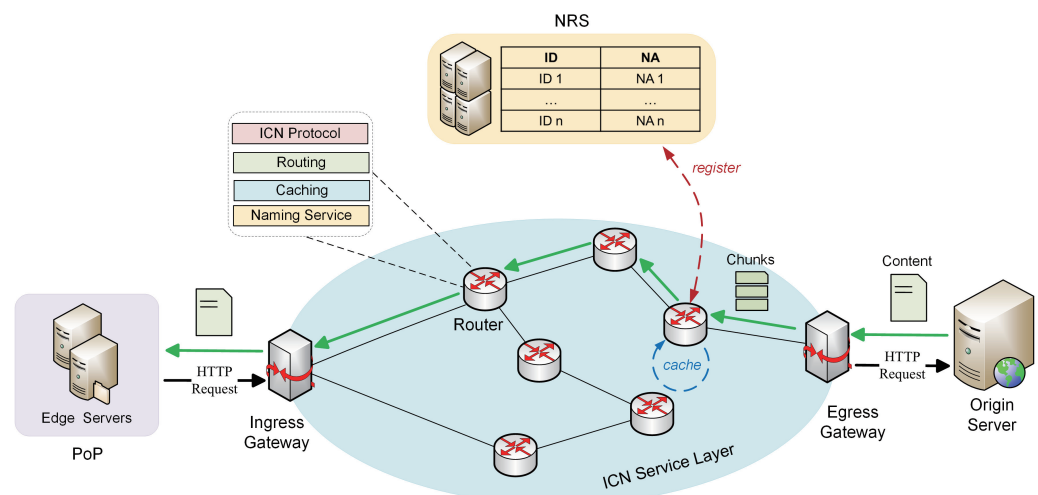 NRS
ID NA
ID 1 NA 1
... ...
ID n NA n
ICN Protocol
Routing
Caching
Naming Service
register
Chunks
Content
Router
cache
HTTP
Request
HTTP
Request
Edge Servers
PoP
Ingress
Gateway
Egress
Gateway
Origin
Server
ICN Service Layer